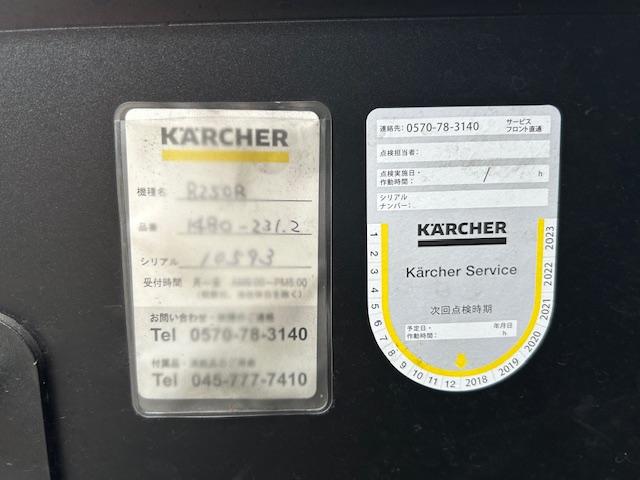 KÄRCHER
機種名
品番 1480-231.2
シリアル 10593
受付時間
お問い合わせ
Tel 0570-78-3140
付属品
Tel 045-777-7410
連絡先: 0570-78-3140 サービス
フロント直通
点検担当者:
点検実施日・
作動時間: / h
シリアル
ナンバー:
KÄRCHER
Kärcher Service
次回点検時期
予定日・ 年月日
作動時間: h
1 2 3 4 5 6 7 8 9 10 11 12 2018 2019 2020 2021 2022 2023